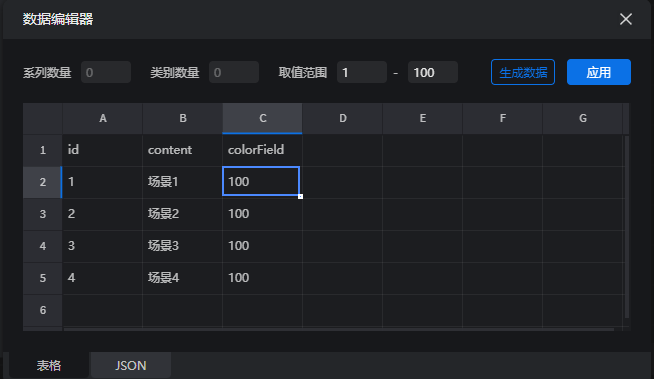 数据编辑器
系列数量 0 类别数量 0 取值范围 1 - 100 生成数据 应用
A B C D E F G
1 id content colorField
2 1 场景1 100
3 2 场景2 100
4 3 场景3 100
5 4 场景4 100
6
表格 JSON